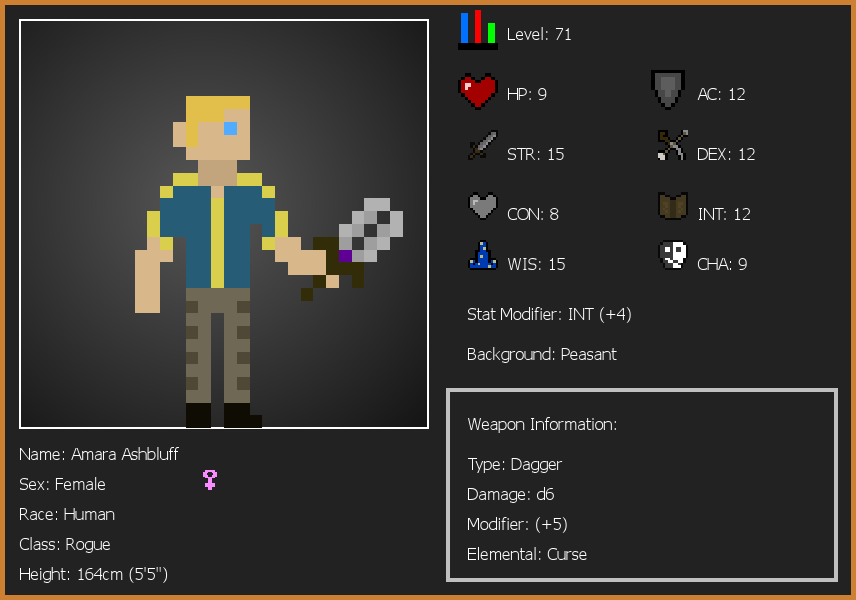 Level: 71
HP: 9
AC: 12
STR: 15
DEX: 12
CON: 8
INT: 12
WIS: 15
CHA: 9
Stat Modifier: INT (+4)
Background: Peasant
Weapon Information:
Type: Dagger
Damage: d6
Modifier: (+5)
Elemental: Curse
Name: Amara Ashbluff
Sex: Female
Race: Human
Class: Rogue
Height: 164cm (5'5")